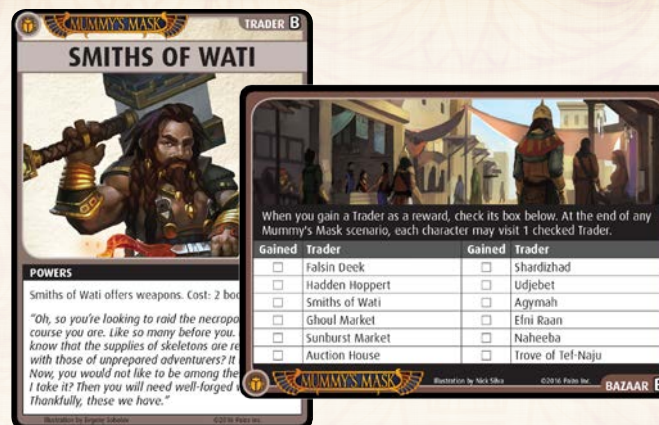 MUMMY'S MASK
TRADER B
SMITHS OF WATI
POWERS
Smiths of Wati offers weapons. Cost: 2
"Oh, so you're looking to raid the
course you are. Like so many before you.
know that the supplies of skeletons are
with those of unprepared adventurers? It
Now, you would not like to be among
I take it? Then you will need well-forged
Thankfully, these we have."
Illustration by Evgeny
©2016 Paizo Inc.
When you gain a Trader as a reward, check its box below. At the end of any
Mummy's Mask scenario, each character may visit 1 checked Trader.
Gained Trader Gained Trader
Falsin Deek Shardizhad
Hadden Hoppert Udjebet
Smiths of Wati Agymah
Ghoul Market Efni Raan
Sunburst Market Naheeba
Auction House Trove of Tef-Naju
MUMMY'S MASK
Illustration by Nick Silva
©2016 Paizo Inc.
BAZAAR